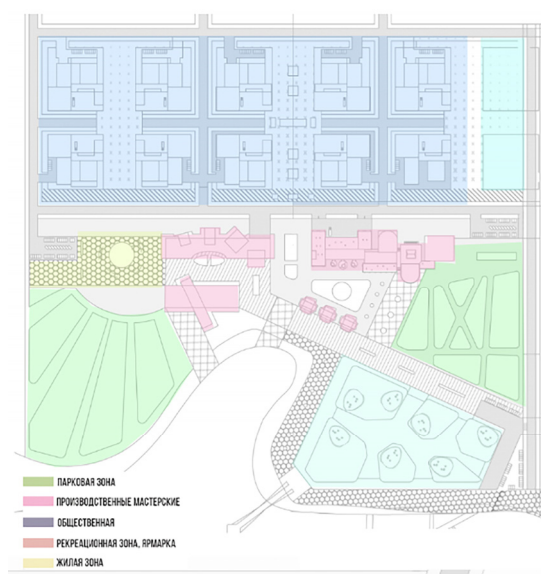 ПАРКОВАЯ ЗОНА
ПРОИЗВОДСТВЕННЫЕ МАСТЕРСКИЕ
ОБЩЕСТВЕННАЯ
РЕКРЕАЦИОННАЯ ЗОНА, ЯРМАРКА
ЖИЛАЯ ЗОНА